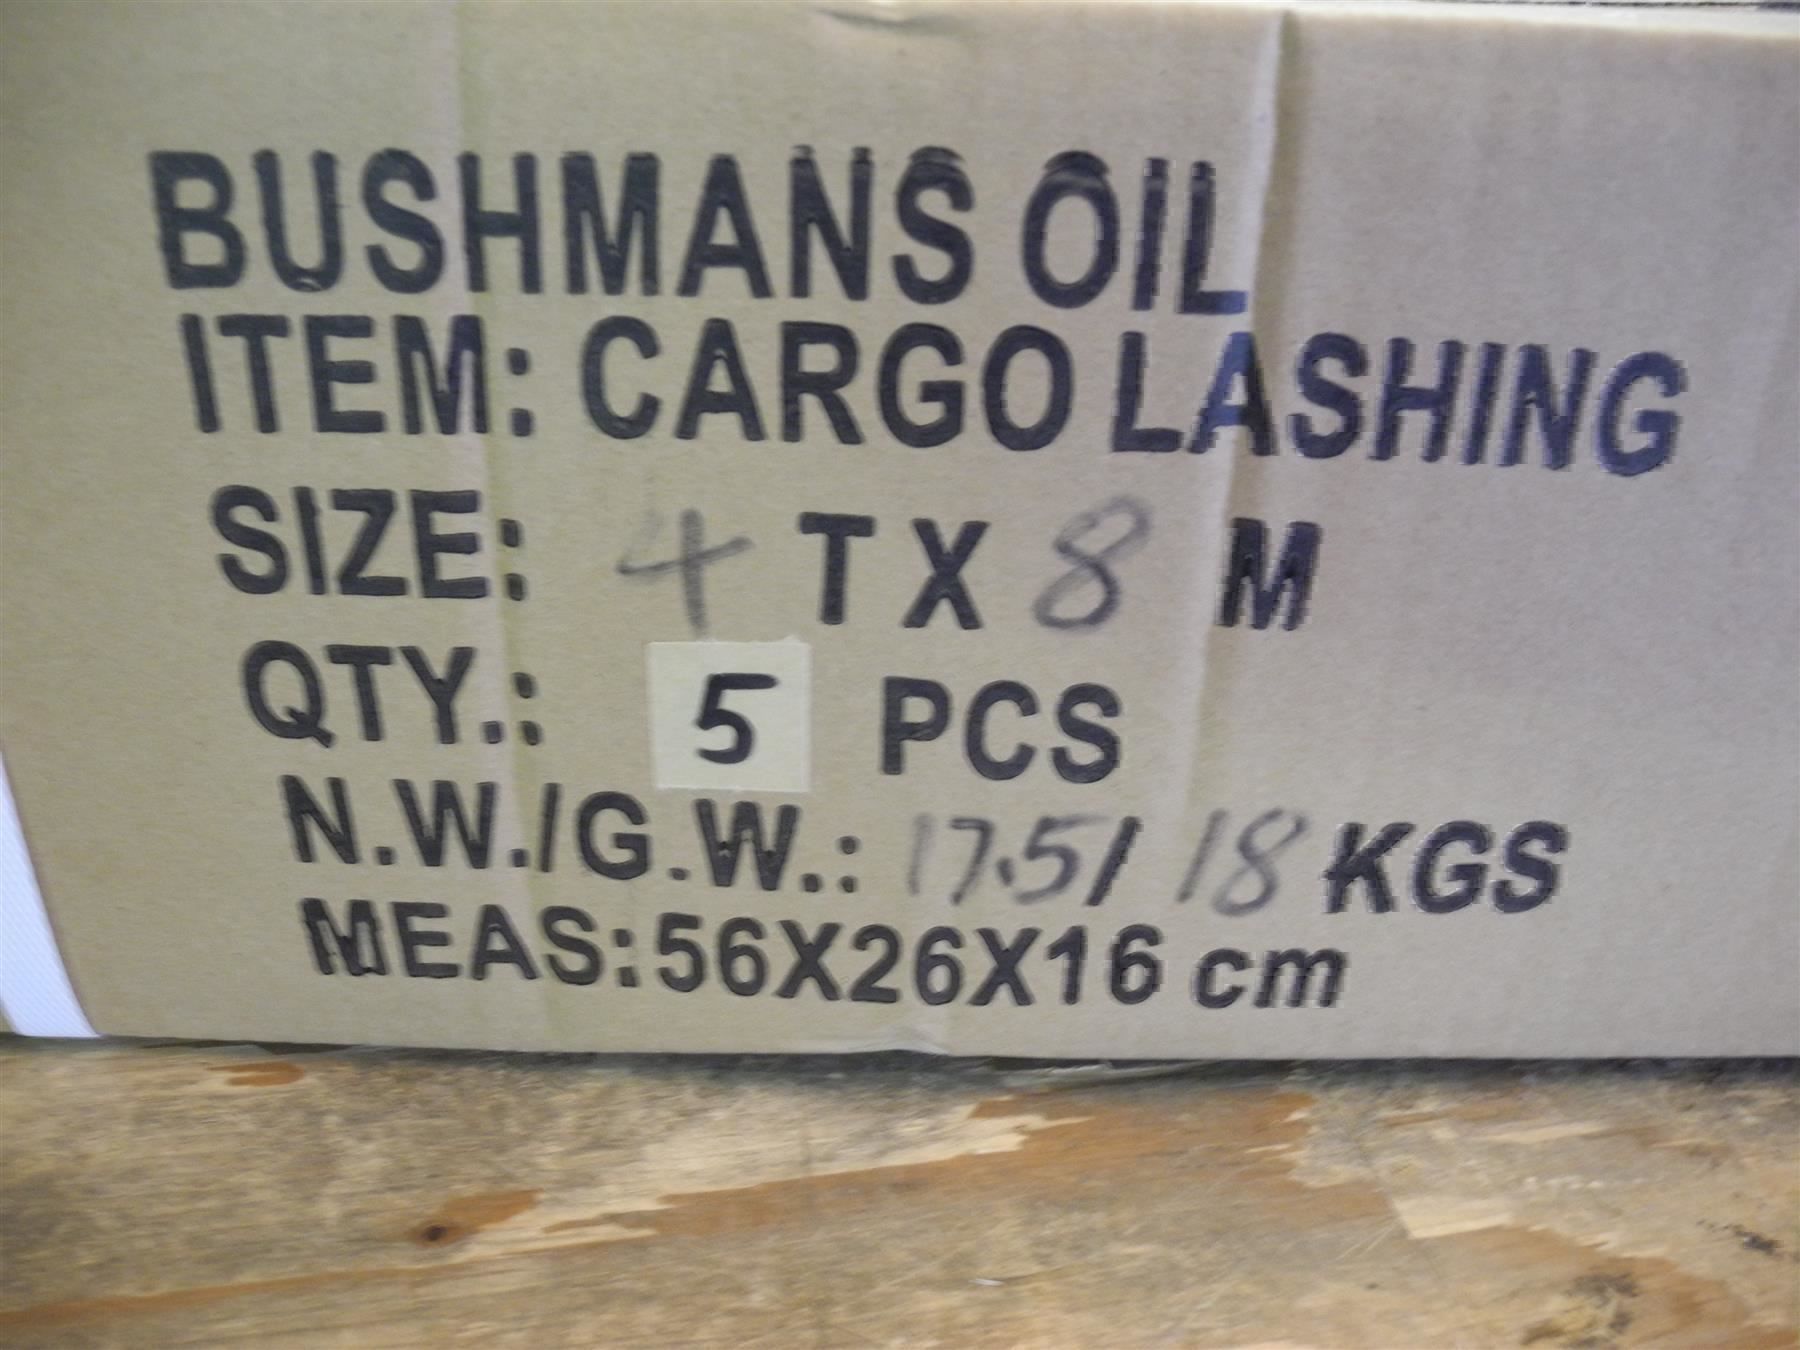 BUSHMANS OIL
ITEM: CARGO LASHING
SIZE: 4 T X 8 M
QTY.: 5 PCS
N.W./G.W.: 17.5/ 18 KGS
MEAS:56X26X16 cm